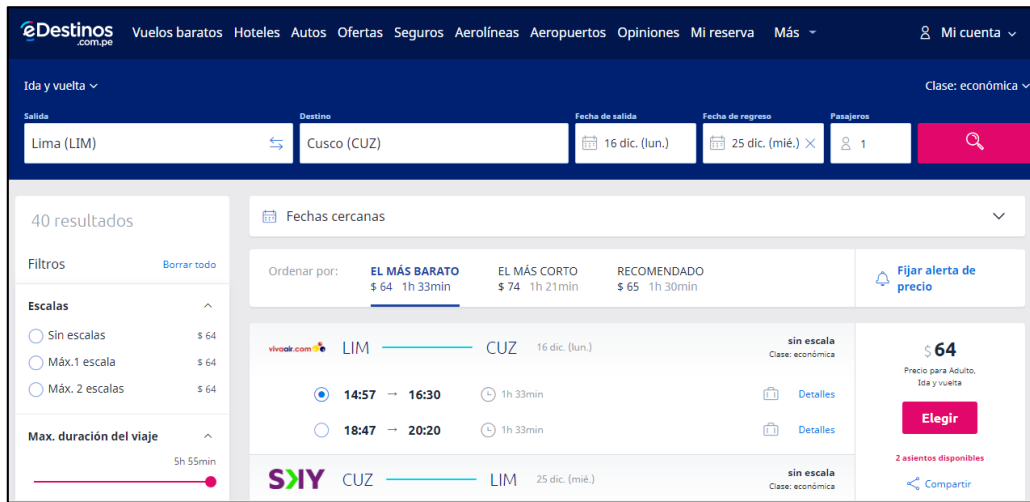 eDestinos
.com.pe
Vuelos baratos Hoteles Autos Ofertas Seguros Aerolíneas Aeropuertos Opiniones Mi reserva Más Mi cuenta
Ida y vuelta Clase: económica
Salida Destino Fecha de salida Fecha de regreso Pasajeros
Lima (LIM) Cusco (CUZ) 16 dic. (lun.) 25 dic. (mié.) 1
40 resultados
Filtros Borrar todo
Escalas
Sin escalas $ 64
Máx.1 escala $ 64
Máx. 2 escalas $ 64
Max. duración del viaje
5h 55min
Fechas cercanas
Ordenar por: EL MÁS BARATO EL MÁS CORTO RECOMENDADO
$ 64 1h 33min $ 74 1h 21min $ 65 1h 30min
Fijar alerta de
precio
vivaair.com LIM CUZ 16 dic. (lun.) sin escala
Clase: económica
14:57 → 16:30 1h 33min Detalles
18:47 → 20:20 1h 33min Detalles
SKY CUZ LIM 25 dic. (mié.) sin escala
Clase: económica
$ 64
Precio para Adulto,
Ida y vuelta
Elegir
2 asientos disponibles
Compartir